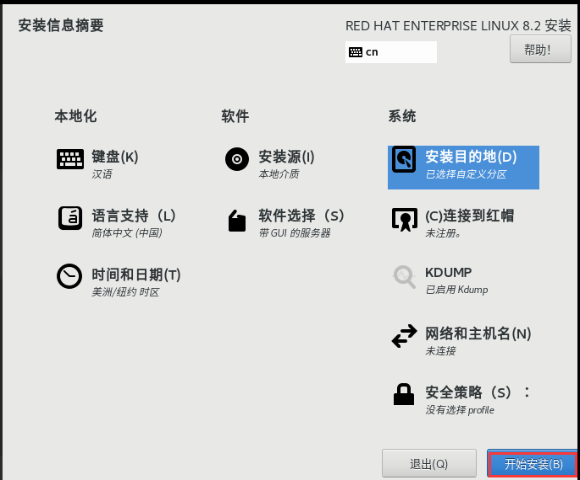 安装信息摘要
RED HAT ENTERPRISE LINUX 8.2 安装
cn
帮助！
本地化
键盘(K)
汉语
语言支持（L）
简体中文 (中国)
时间和日期(T)
美洲/纽约 时区
软件
安装源(I)
本地介质
软件选择（S）
带 GUI 的服务器
系统
安装目的地(D)
已选择自定义分区
(C)连接到红帽
未注册。
KDUMP
已启用 Kdump
网络和主机名(N)
未连接
安全策略（S）：
没有选择 profile
退出(Q)
开始安装(B)